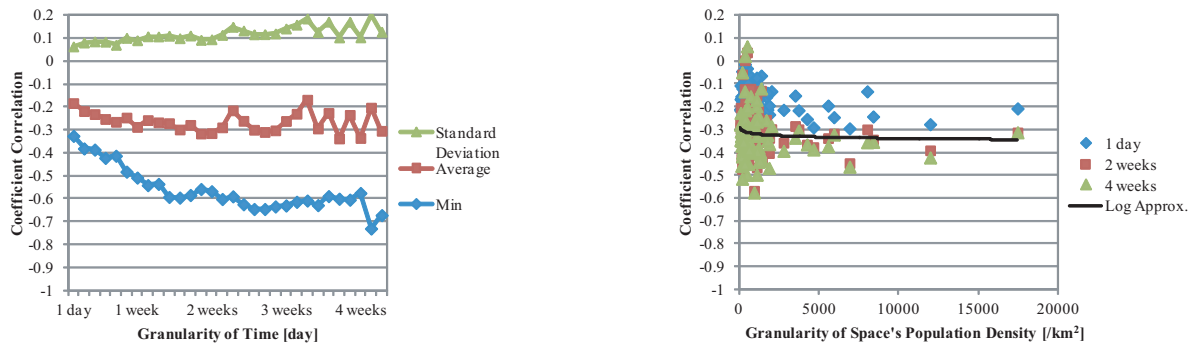 0.2
0.1
0
-0.1
-0.2
-0.3
-0.4
-0.5
-0.6
-0.7
-0.8
-0.9
-1
Coefficient Correlation
1 day
1 week
2 weeks
3 weeks
4 weeks
Granularity of Time [day]
Standard
Deviation
Average
Min
0.2
0.1
0
-0.1
-0.2
-0.3
-0.4
-0.5
-0.6
-0.7
-0.8
-0.9
-1
Coefficient Correlation
0
5000
10000
15000
20000
Granularity of Space's Population Density [/km²]
1 day
2 weeks
4 weeks
Log Approx.